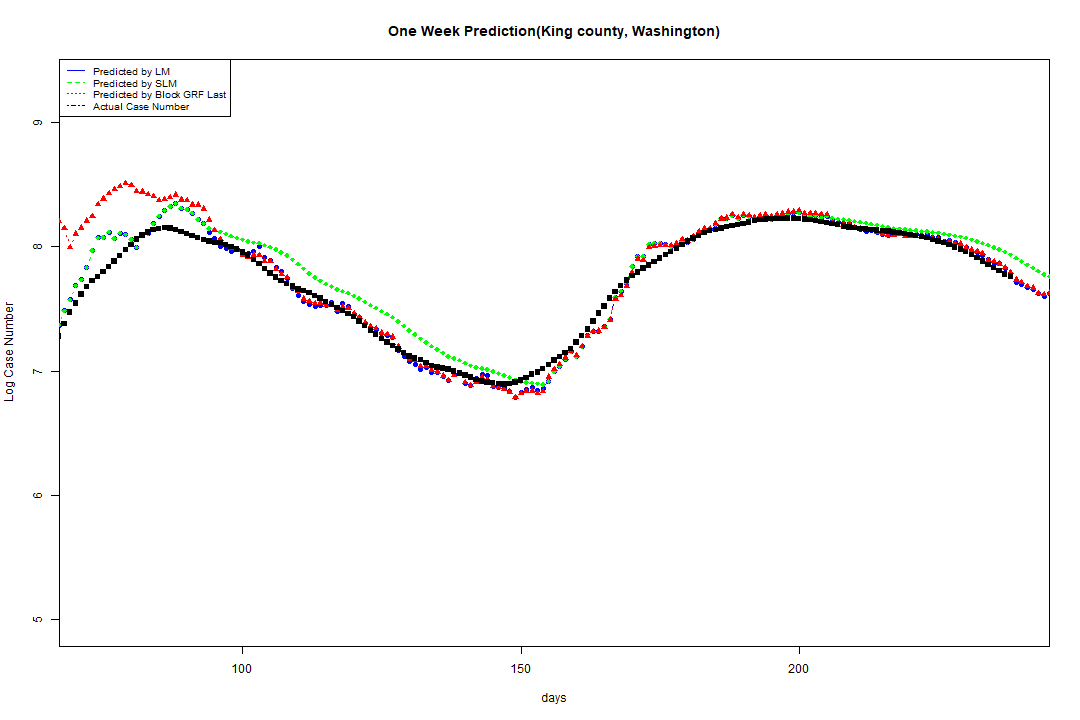 One Week Prediction(King county, Washington)
Predicted by LM
Predicted by SLM
Predicted by Block GRF Last
Actual Case Number
9
8
7
6
5
Log Case Number
100 150 200
days